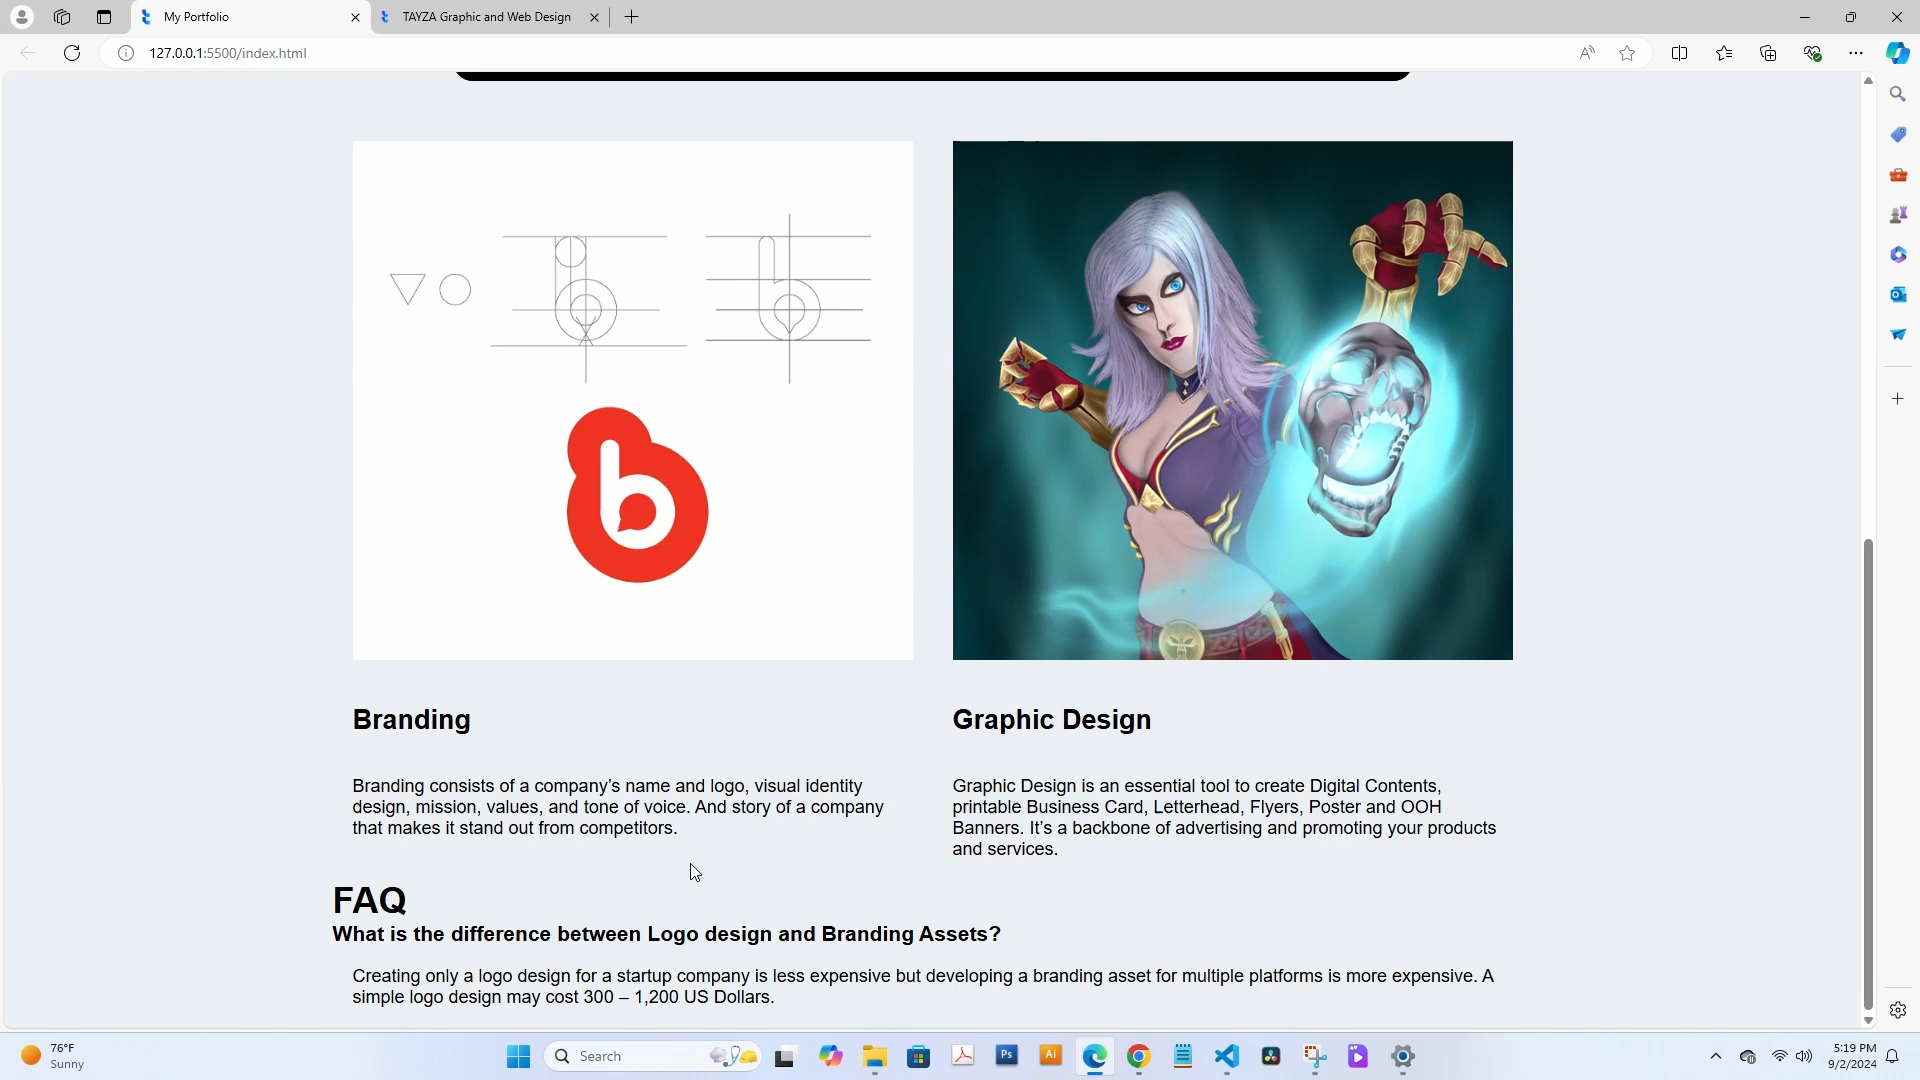 My Portfolio
TAYZA Graphic and Web Design
127.0.0.1:5500/index.html
b
Branding
Graphic Design
Branding consists of a company’s name and logo, visual identity
design, mission, values, and tone of voice. And story of a company
that makes it stand out from competitors.
Graphic Design is an essential tool to create Digital Contents,
printable Business Card, Letterhead, Flyers, Poster and OOH
Banners. It’s a backbone of advertising and promoting your products
and services.
FAQ
What is the difference between Logo design and Branding Assets?
Creating only a logo design for a startup company is less expensive but developing a branding asset for multiple platforms is more expensive. A
simple logo design may cost 300 – 1,200 US Dollars.
76°F
Sunny
Search
Ps
Ai
5:19 PM
9/2/2024